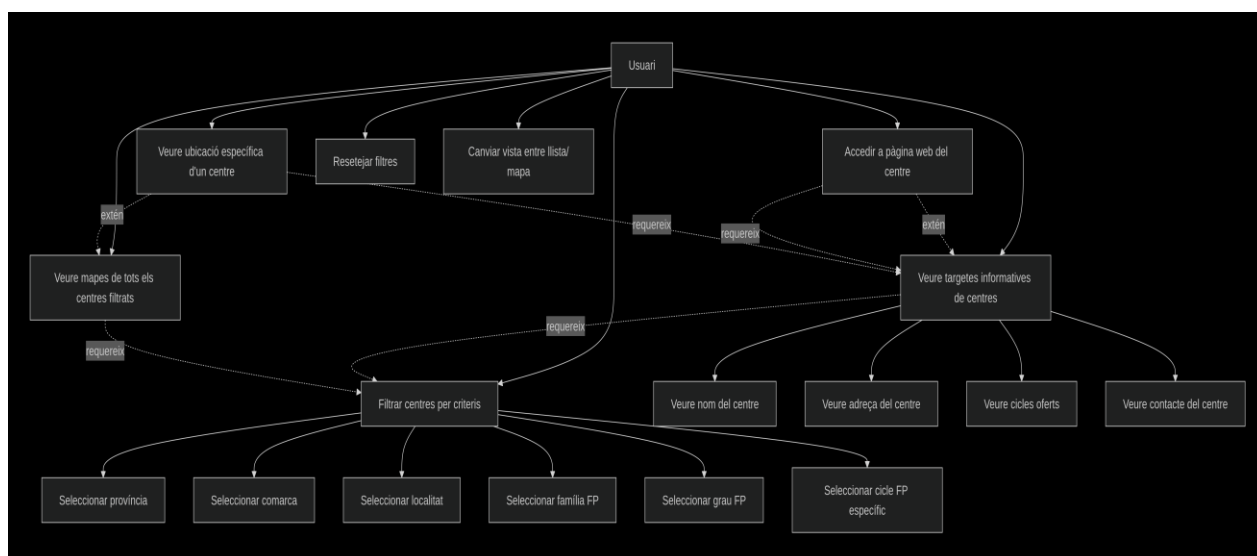 Usuari
Veure ubicació específica
d'un centre
Resetejar filtres
Canviar vista entre llista/
mapa
Accedir a pàgina web del
centre
extén
requereix
requereix
extén
Veure mapes de tots els
centres filtrats
Veure targetes informatives
de centres
requereix
requereix
Filtrar centres per criteris
Veure nom del centre
Veure adreça del centre
Veure cicles oferts
Veure contacte del centre
Seleccionar província
Seleccionar comarca
Seleccionar localitat
Seleccionar família FP
Seleccionar grau FP
Seleccionar cicle FP
específic